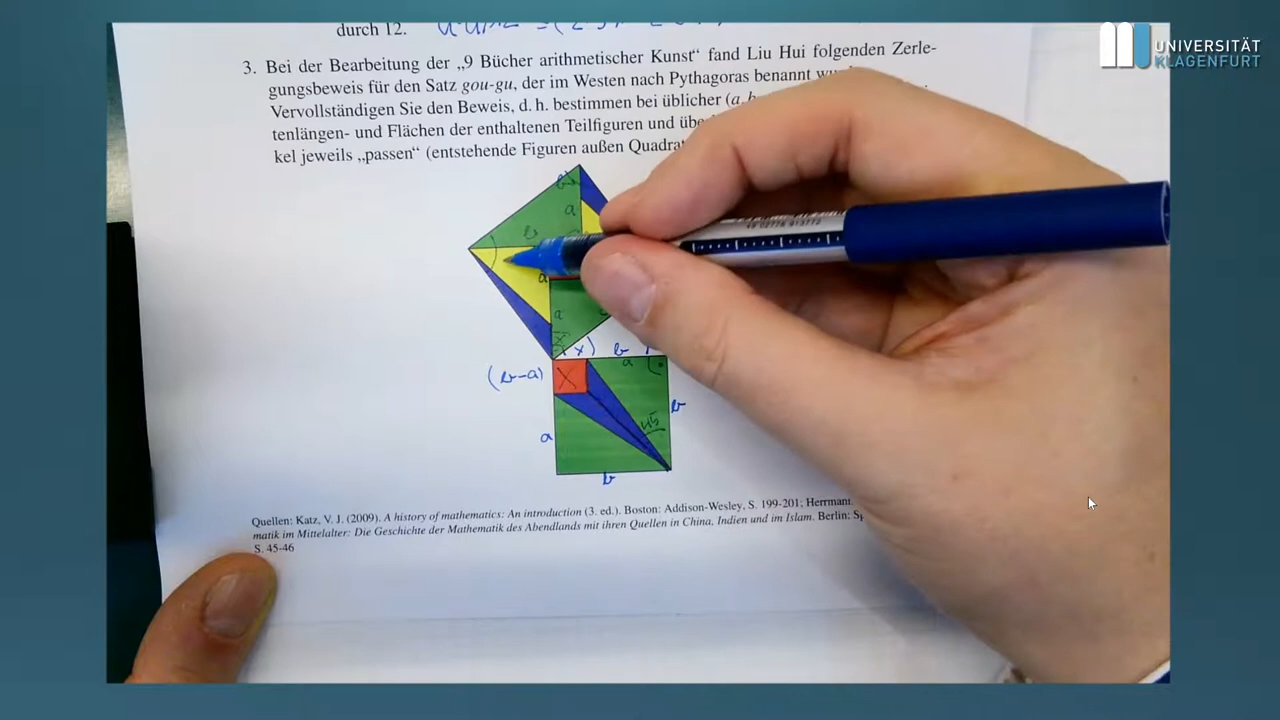 UNIVERSITÄT
KLAGENFURT
durch 12.
3. Bei der Bearbeitung der „9 Bücher arithmetischer Kunst“ fand Liu Hui folgenden Zerle-
gungsbeweis für den Satz gou-gu, der im Westen nach Pythagoras benannt
Vervollständigen Sie den Beweis, d. h. bestimmen bei üblicher (a, b
tenlängen- und Flächen der enthaltenen Teilfiguren und
kel jeweils „passen“ (entstehende Figuren außen
a
b
a
a
x) b
(b-a) X a
b
45
a
b
Quellen: Katz, V. J. (2009). A history of mathematics: An introduction (3. ed.). Boston: Addison-Wesley, S. 199-201; Herrmann
matik im Mittelalter: Die Geschichte der Mathematik des Abendlands mit ihren Quellen in China, Indien und im Islam. Berlin:
S. 45-46